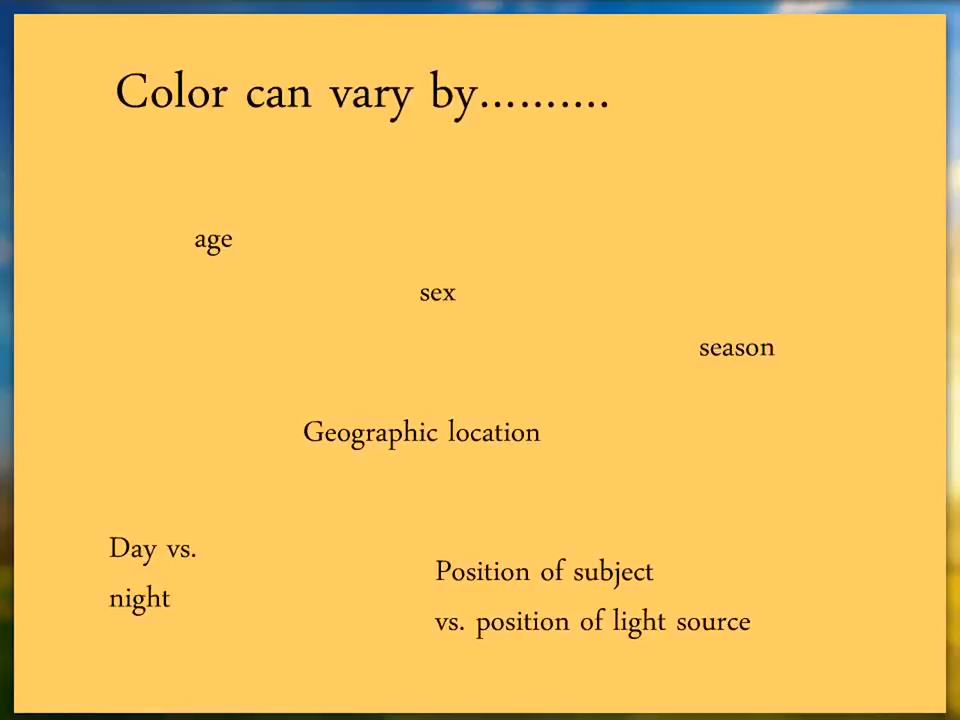 Color can vary by..........
age
sex
season
Geographic location
Day vs.
night
Position of subject
vs. position of light source